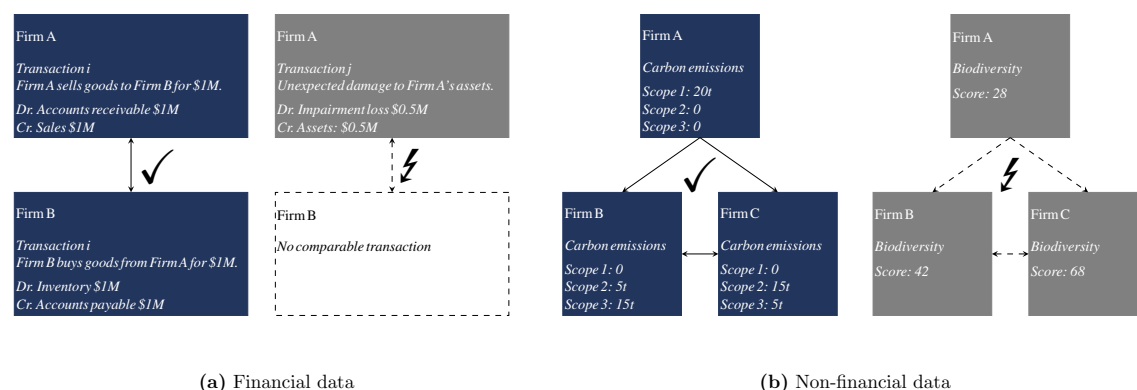 Firm A
Transaction i
Firm A sells goods to Firm B for $1M.
Dr. Accounts receivable $1M
Cr. Sales $1M
Firm A
Transaction j
Unexpected damage to Firm A's assets.
Dr. Impairment loss $0.5M
Cr. Assets: $0.5M
Firm B
Transaction i
Firm B buys goods from Firm A for $1M.
Dr. Inventory $1M
Cr. Accounts payable $1M
Firm B
No comparable transaction
(a) Financial data
Firm A
Carbon emissions
Scope 1: 20t
Scope 2: 0
Scope 3: 0
Firm B
Carbon emissions
Scope 1: 0
Scope 2: 5t
Scope 3: 15t
Firm C
Carbon emissions
Scope 1: 0
Scope 2: 15t
Scope 3: 5t
Firm A
Biodiversity
Score: 28
Firm B
Biodiversity
Score: 42
Firm C
Biodiversity
Score: 68
(b) Non-financial data